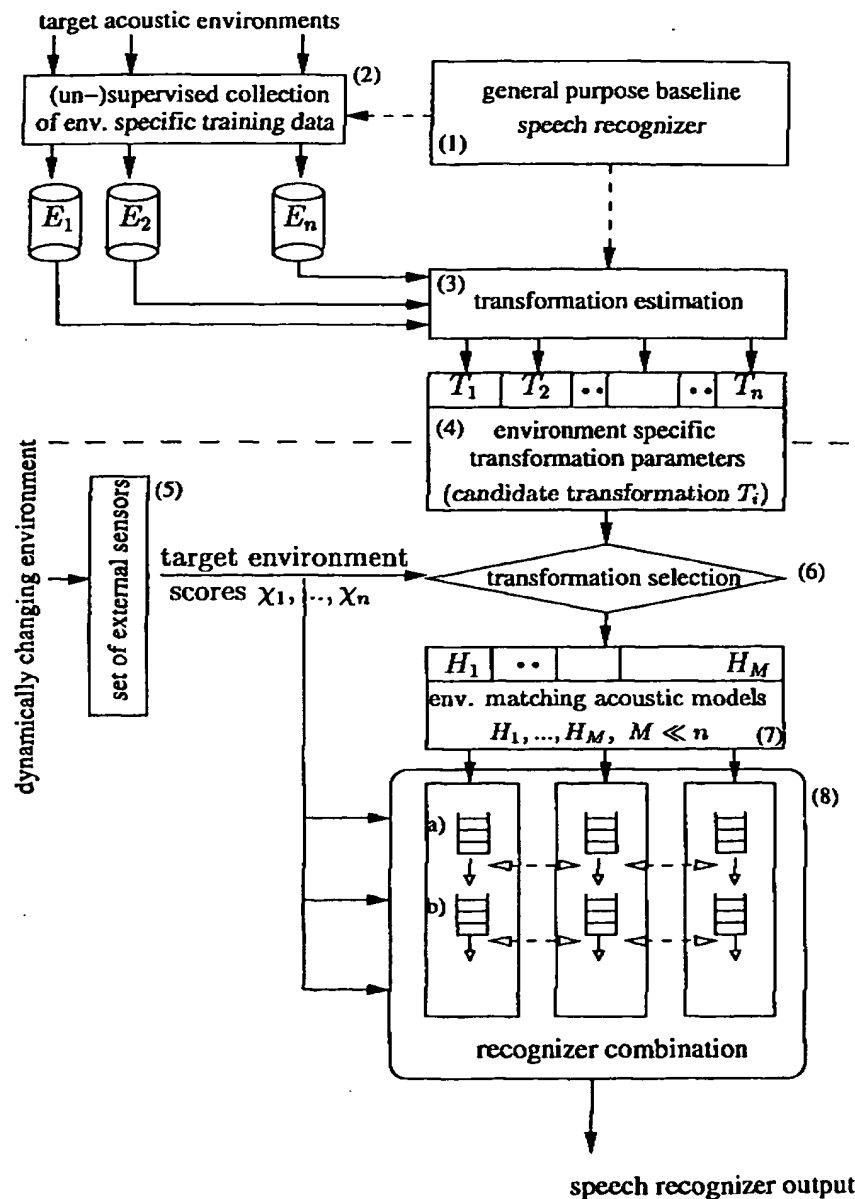 target acoustic environments
(2)
(un-)supervised collection
of env. specific training data
general purpose baseline
speech recognizer
(1)
E₁ E₂ Eₙ
(3)
transformation estimation
T₁ T₂ .. .. Tₙ
(4)
environment specific
transformation parameters
(candidate transformation Tᵢ)
dynamically changing environment
set of external sensors
(5)
target environment
scores χ₁, .., χₙ
transformation selection
(6)
H₁ .. H_M
env. matching acoustic models
H₁, ..., H_M, M ≪ n
(7)
(8)
a)
b)
recognizer combination
speech recognizer output